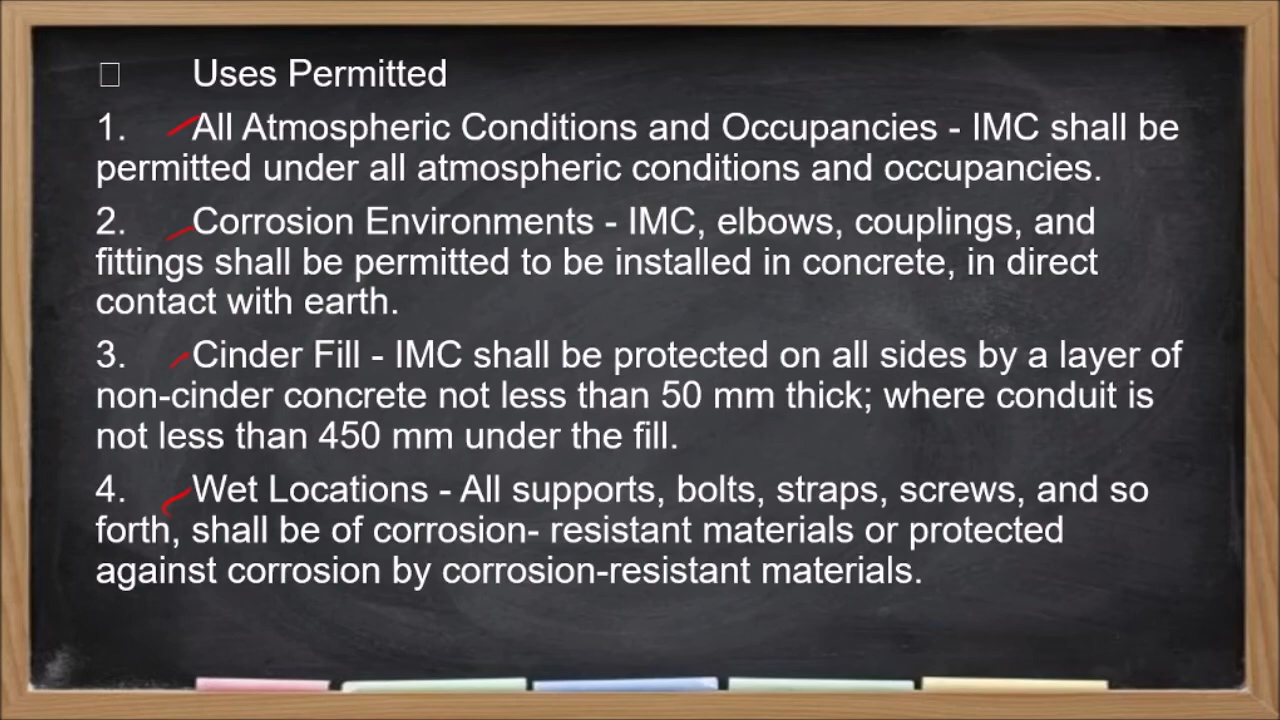 Uses Permitted
1. All Atmospheric Conditions and Occupancies - IMC shall be
permitted under all atmospheric conditions and occupancies.
2. Corrosion Environments - IMC, elbows, couplings, and
fittings shall be permitted to be installed in concrete, in direct
contact with earth.
3. Cinder Fill - IMC shall be protected on all sides by a layer of
non-cinder concrete not less than 50 mm thick; where conduit is
not less than 450 mm under the fill.
4. Wet Locations - All supports, bolts, straps, screws, and so
forth, shall be of corrosion- resistant materials or protected
against corrosion by corrosion-resistant materials.